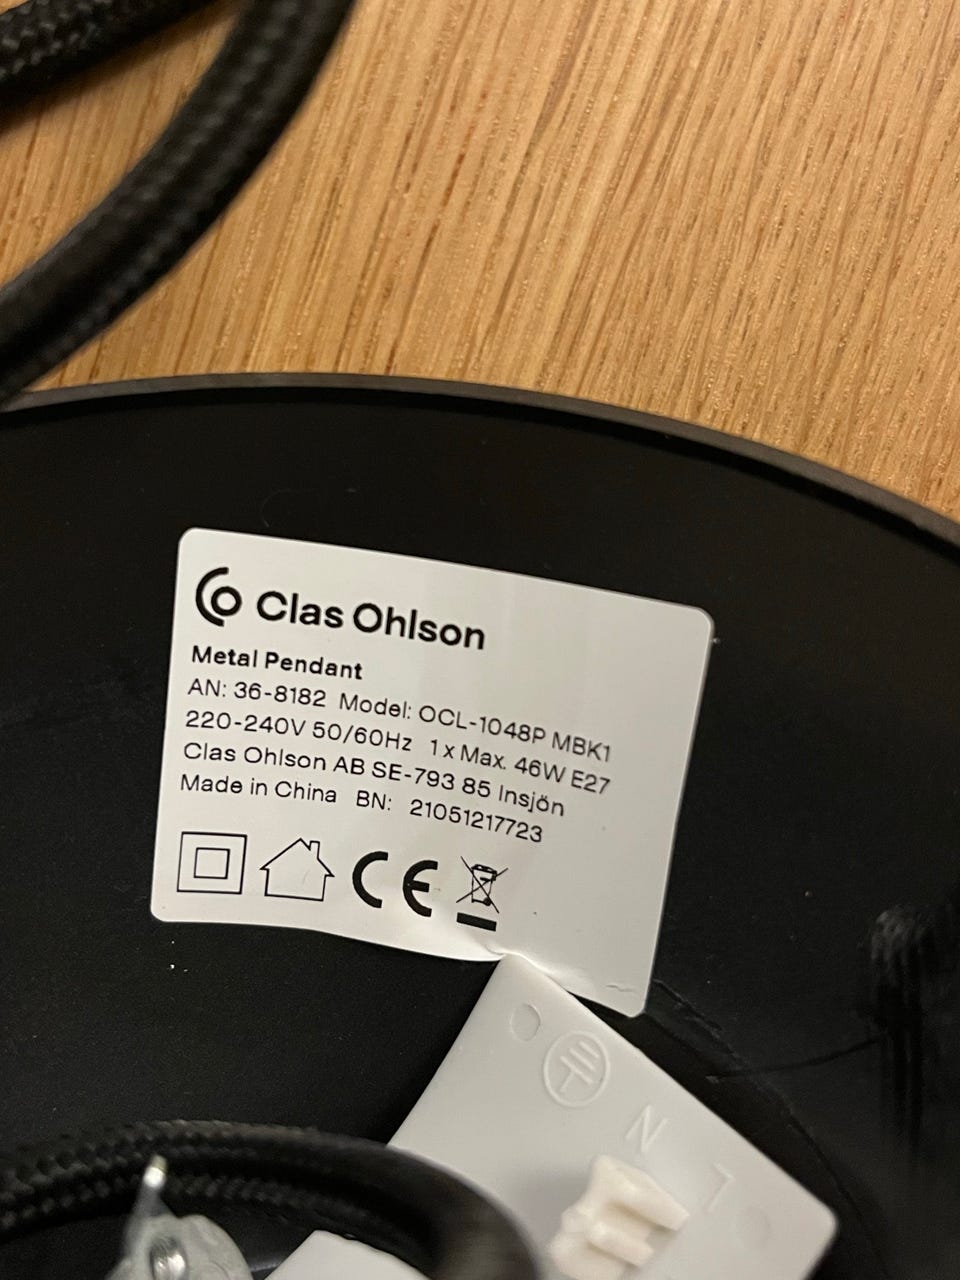 Clas Ohlson
Metal Pendant
AN: 36-8182 Model: OCL-1048P MBK1
220-240V 50/60Hz 1 x Max. 46W E27
Clas Ohlson AB SE-793 85 Insjön
Made in China BN: 21051217723
CE
N
L